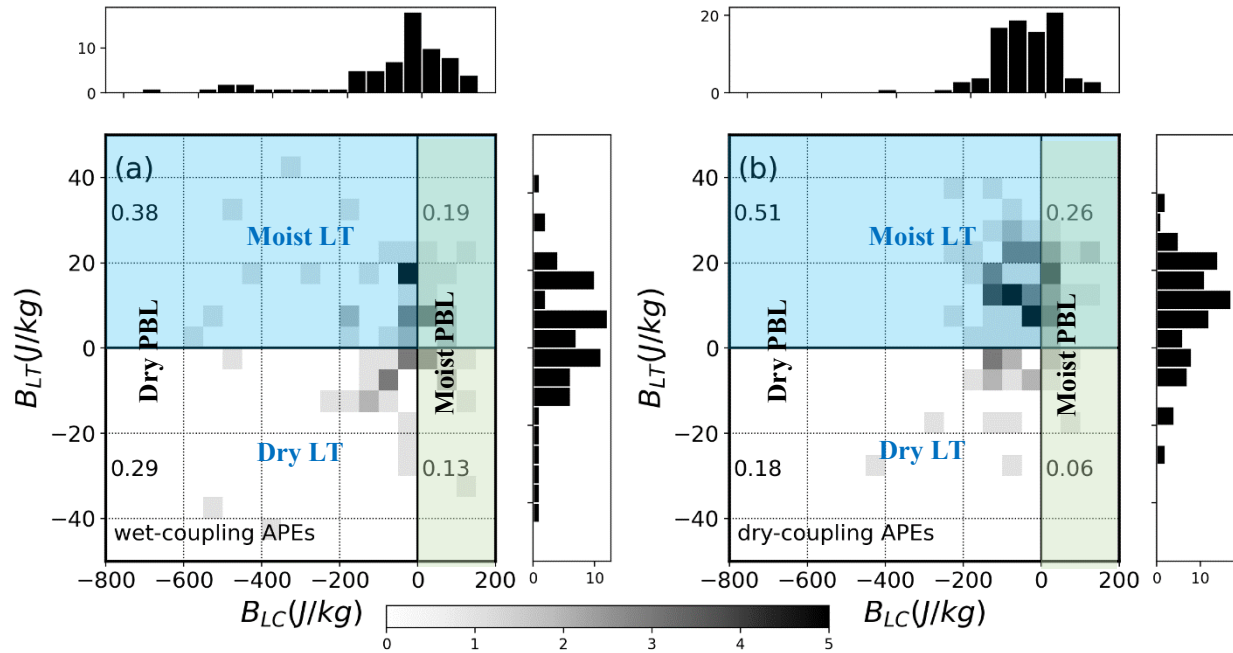 10
0
20
0
(a)
0.38
0.19
Moist LT
40
20
0
−20
−40
B_LT(J/kg)
Dry PBL
Moist PBL
Dry LT
0.29
0.13
wet-coupling APEs
−800 −600 −400 −200 0 200
B_LC(J/kg)
0 10
(b)
0.51
0.26
Moist LT
40
20
0
−20
−40
B_LT(J/kg)
Dry PBL
Moist PBL
Dry LT
0.18
0.06
dry-coupling APEs
−800 −600 −400 −200 0 200
B_LC(J/kg)
0 10
0 1 2 3 4 5